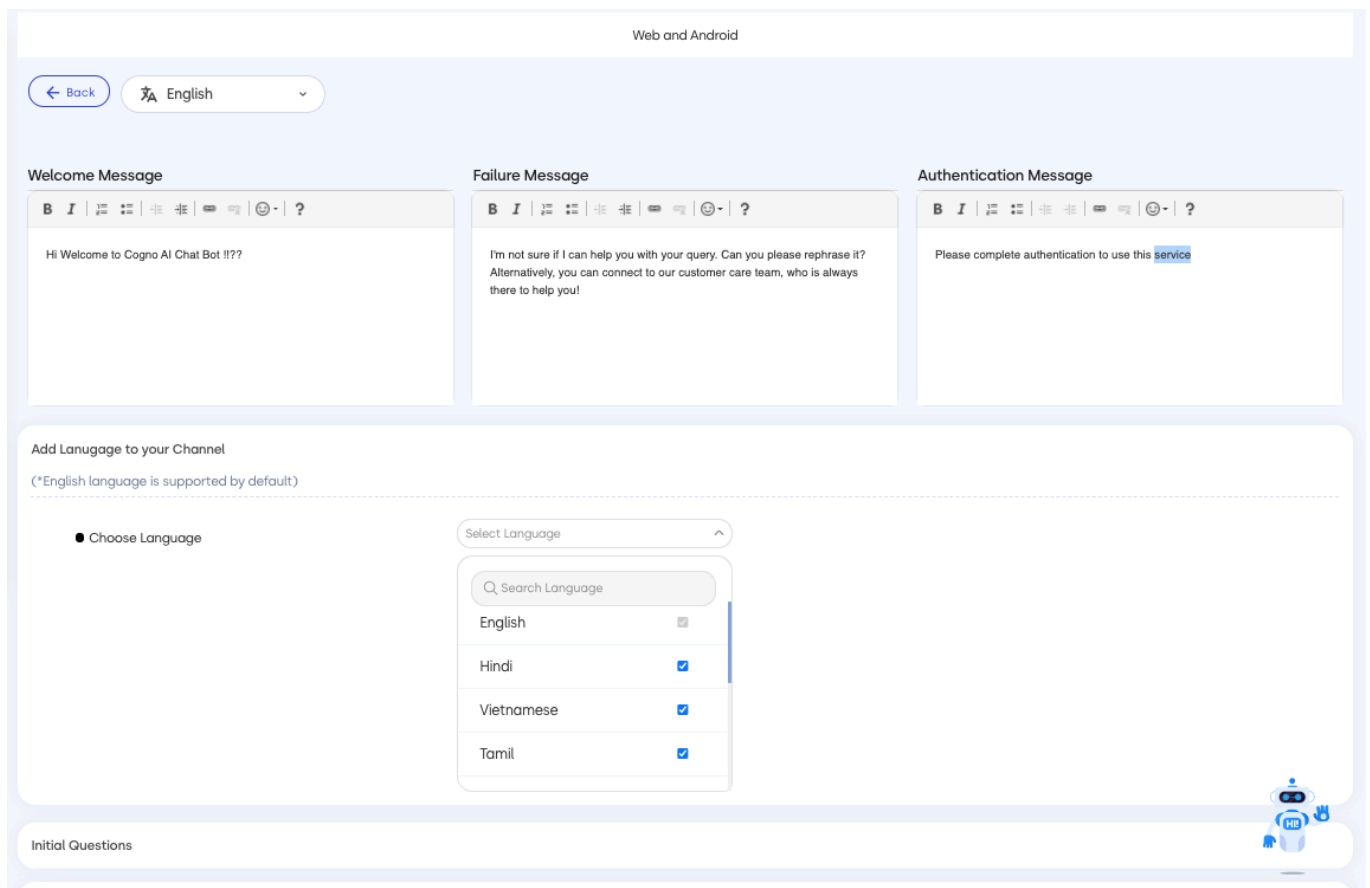 Web and Android
Back
English
Welcome Message
Failure Message
Authentication Message
B I ?
B I ?
B I ?
Hi Welcome to Cogno AI Chat Bot !!??
I'm not sure if I can help you with your query. Can you please rephrase it?
Alternatively, you can connect to our customer care team, who is always
there to help you!
Please complete authentication to use this service
Add Lanugage to your Channel
(*English language is supported by default)
Choose Language
Select Language
Search Language
English
Hindi
Vietnamese
Tamil
HI!
Initial Questions